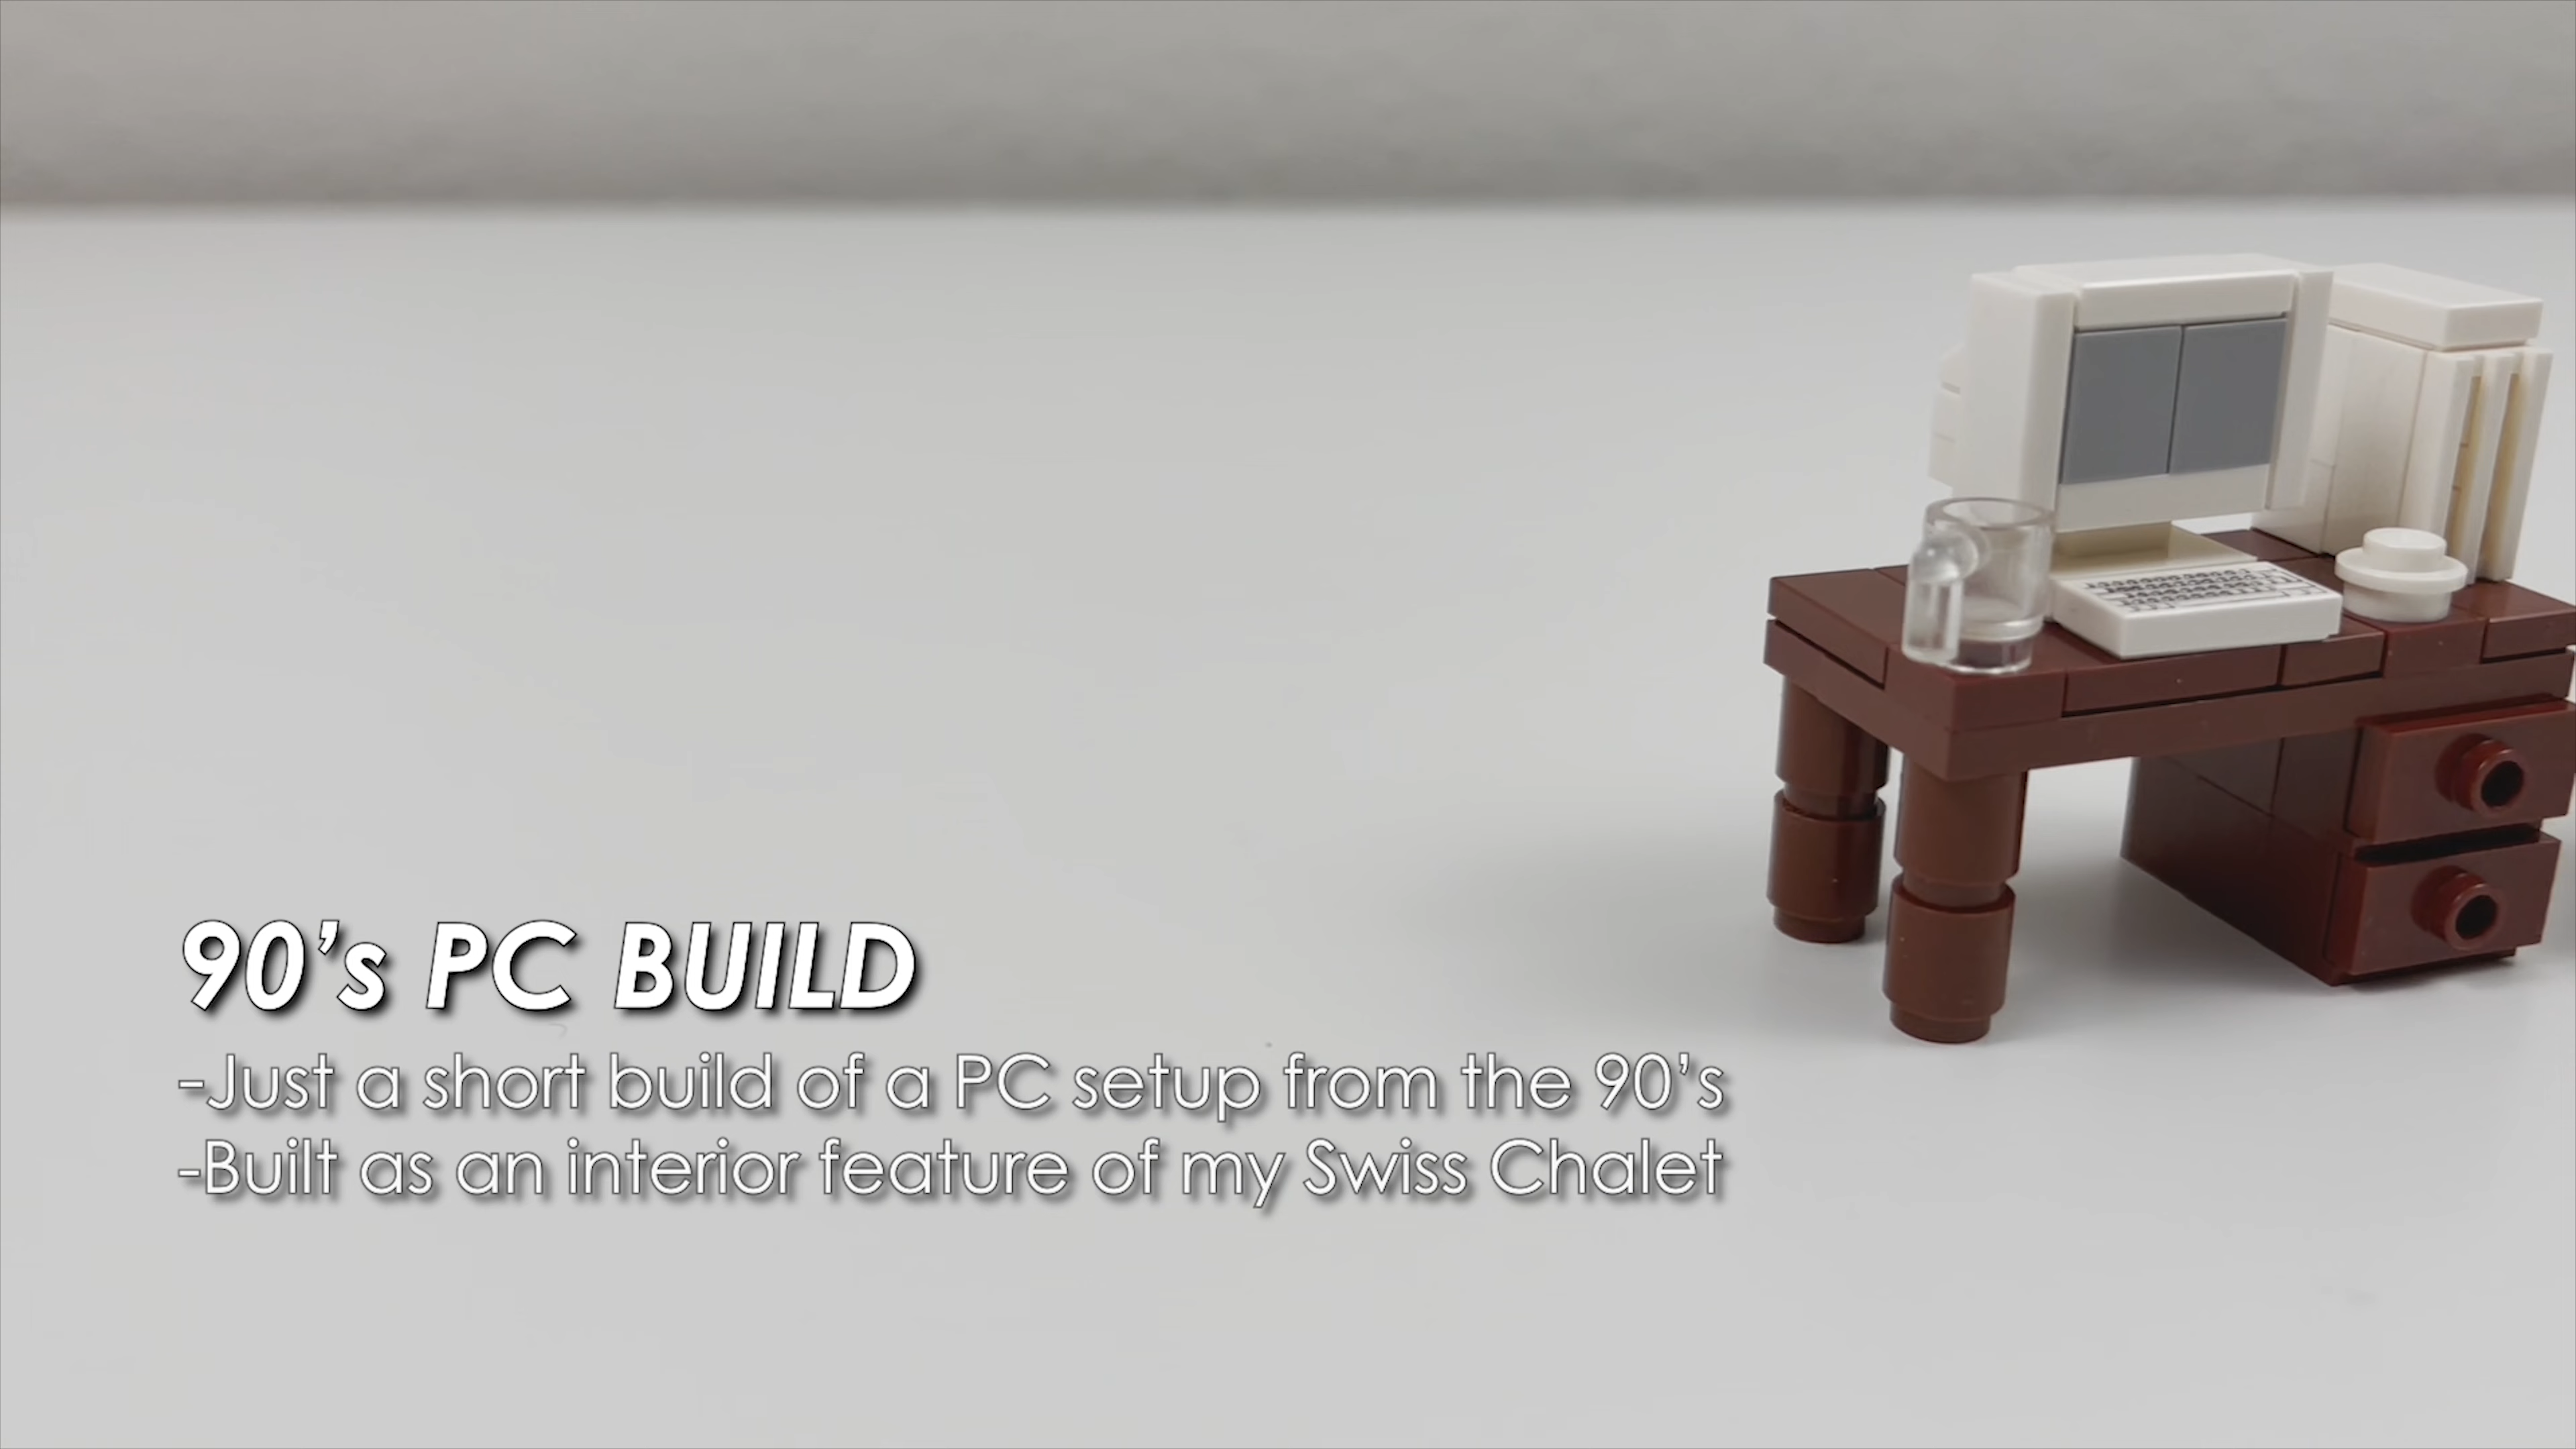 90's PC BUILD
-Just a short build of a PC setup from the 90's
-Built as an interior feature of my Swiss Chalet